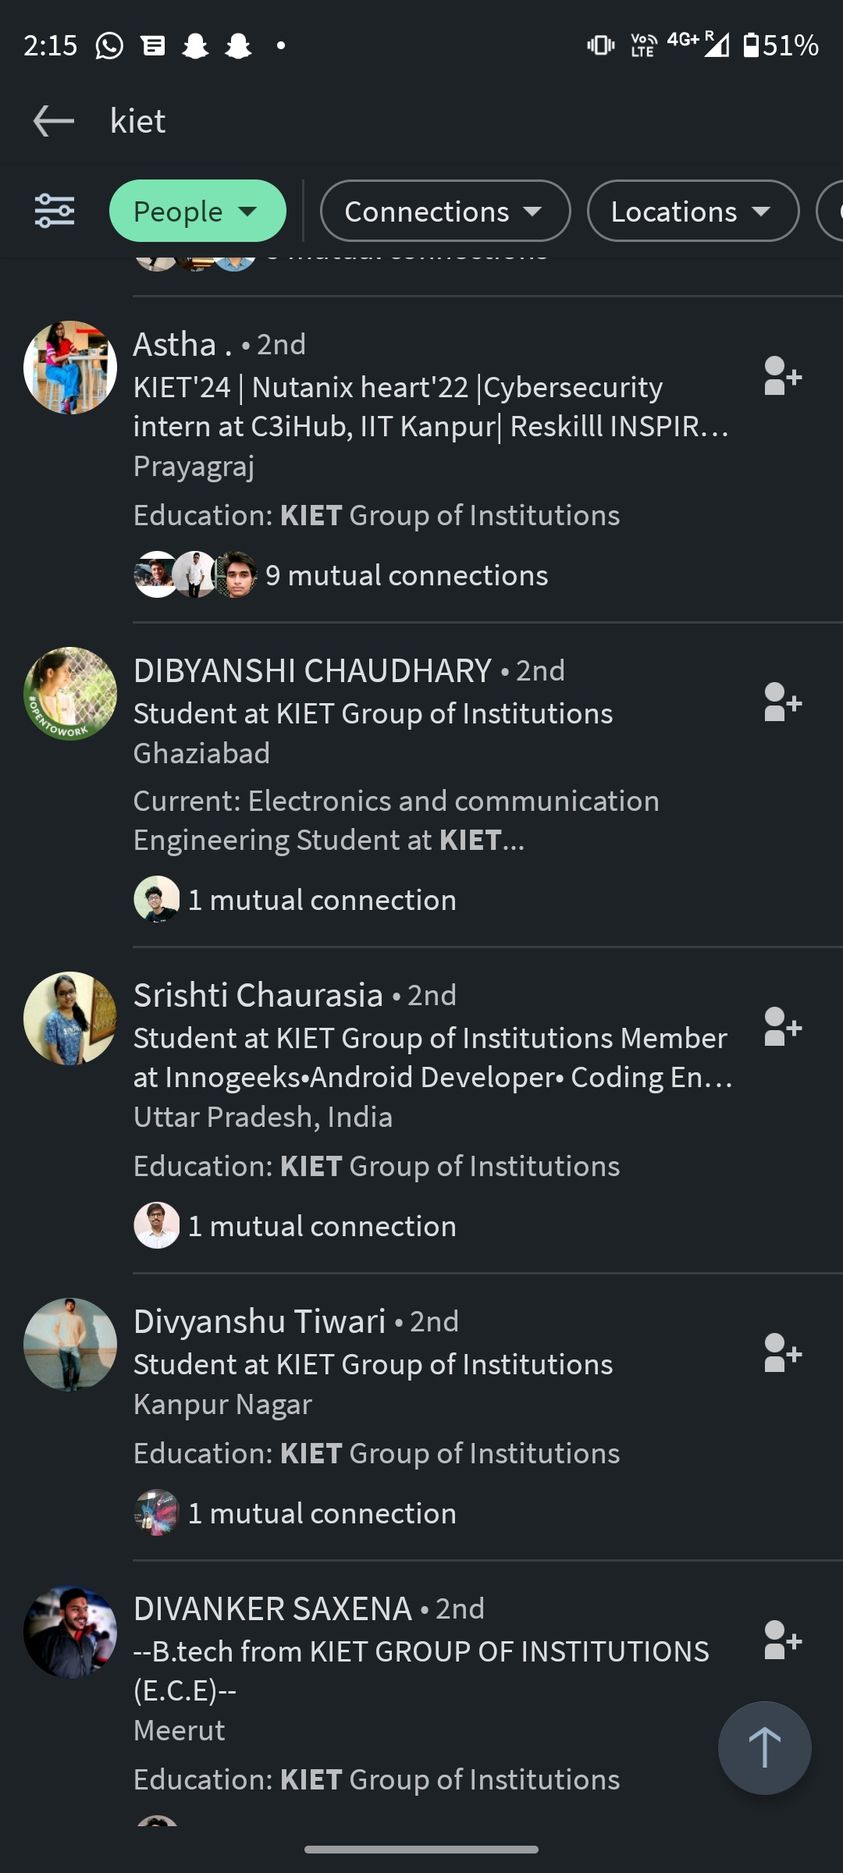 2:15 4G+ R 51%
Vo LTE
kiet
People Connections Locations
mutual connections
Astha . • 2nd
KIET'24 | Nutanix heart'22 |Cybersecurity
intern at C3iHub, IIT Kanpur| Reskilll INSPIR...
Prayagraj
Education: KIET Group of Institutions
9 mutual connections
DIBYANSHI CHAUDHARY • 2nd
#OPENTOWORK
Student at KIET Group of Institutions
Ghaziabad
Current: Electronics and communication
Engineering Student at KIET...
1 mutual connection
Srishti Chaurasia • 2nd
Student at KIET Group of Institutions Member
at Innogeeks•Android Developer• Coding En...
Uttar Pradesh, India
Education: KIET Group of Institutions
1 mutual connection
Divyanshu Tiwari • 2nd
Student at KIET Group of Institutions
Kanpur Nagar
Education: KIET Group of Institutions
1 mutual connection
DIVANKER SAXENA • 2nd
--B.tech from KIET GROUP OF INSTITUTIONS
(E.C.E)--
Meerut
Education: KIET Group of Institutions